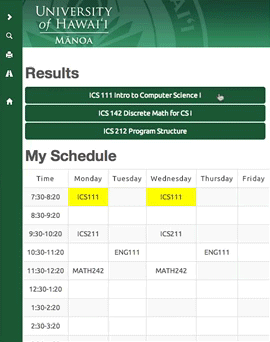 UNIVERSITY
OF HAWAI‘I
MĀNOA
Results
ICS 111 Intro to Computer Science I
ICS 142 Discrete Math for CS I
ICS 212 Program Structure
My Schedule
Time Monday Tuesday Wednesday Thursday Friday
7:30-8:20 ICS111 ICS111
8:30-9:20
9:30-10:20 ICS211 ICS211
10:30-11:20 ENG111 ENG111
11:30-12:20 MATH242 MATH242
12:30-1:20
1:30-2:20
2:30-3:20